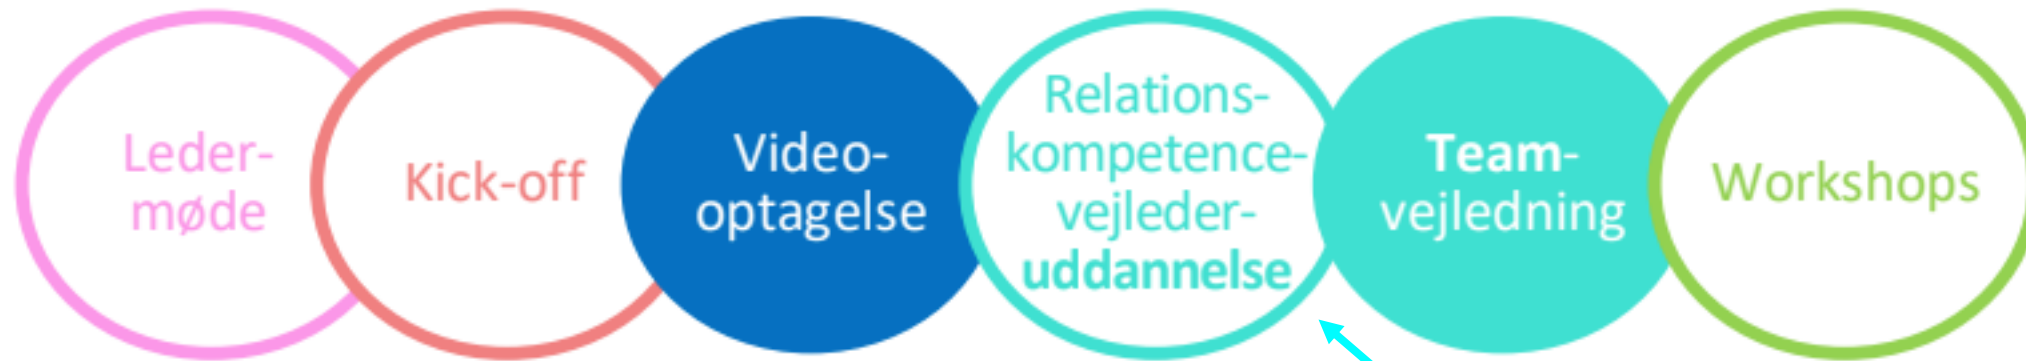 Leder-
møde
Kick-off
Video-
optagelse
Relations-
kompetence-
vejleder-
uddannelse
Team-
vejledning
Workshops